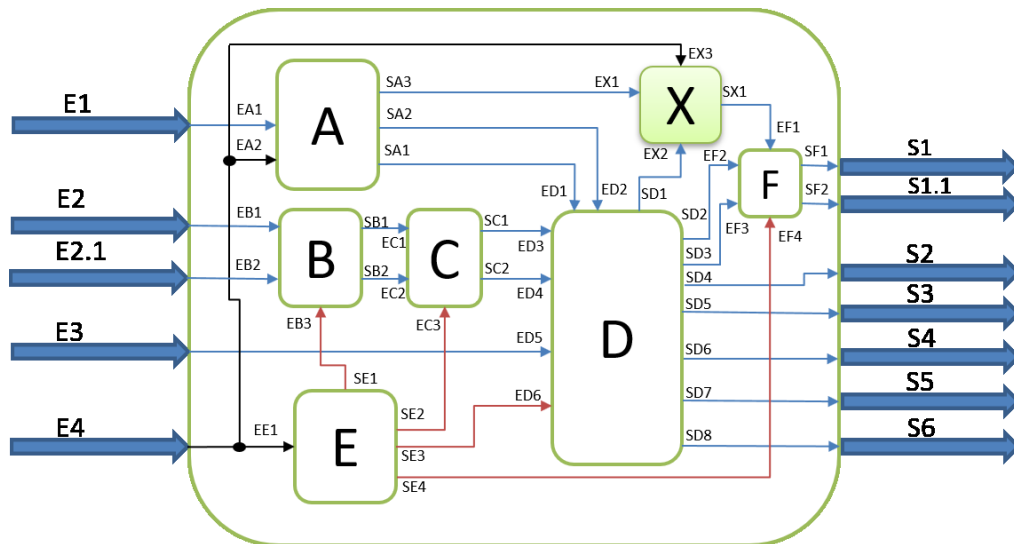 EX3
E1
EA1
A
SA3
EX1
X
SX1
SA2
EF1
EA2
SA1
EX2
EF2
SF1
S1
F
SF2
S1.1
E2
EB1
SB1
EC1
SC1
ED1
ED2
SD1
SD2
EF3
EF4
ED3
SD3
B
C
E2.1
EB2
SB2
EC2
SC2
ED4
SD4
S2
SD5
S3
EB3
EC3
E3
ED5
D
SD6
S4
SE1
SE2
ED6
SD7
S5
E4
EE1
E
SE3
SD8
S6
SE4